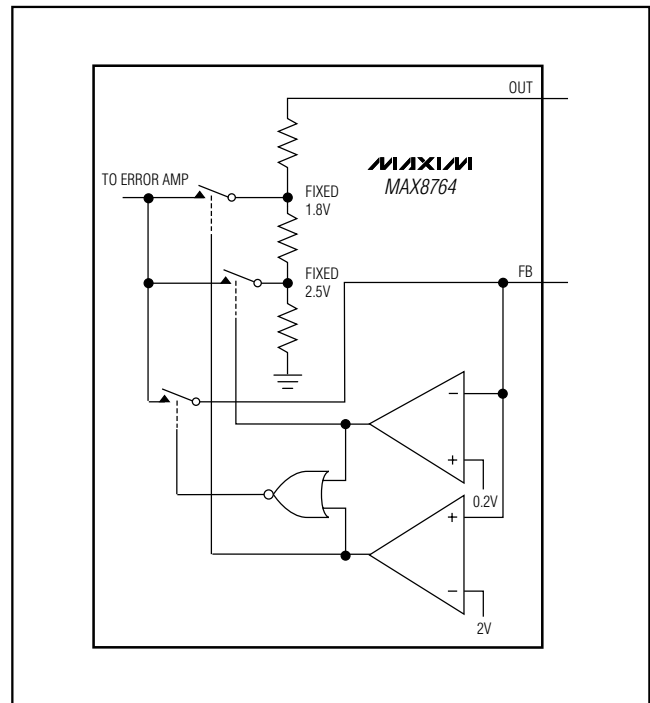 OUT
MAXIM
MAX8764
TO ERROR AMP
FIXED
1.8V
FIXED
2.5V
FB
−
+
0.2V
+
−
2V